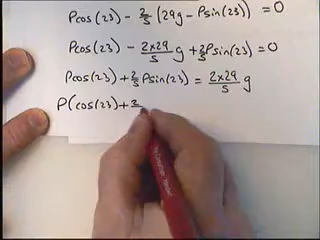 Pcos(23) - 2/5 (29g - Psin(23)) = 0
Pcos(23) - 2×29/5 g + 2/5 Psin(23) = 0
Pcos(23) + 2/5 Psin(23) = 2×29/5 g
P(cos(23) + 2